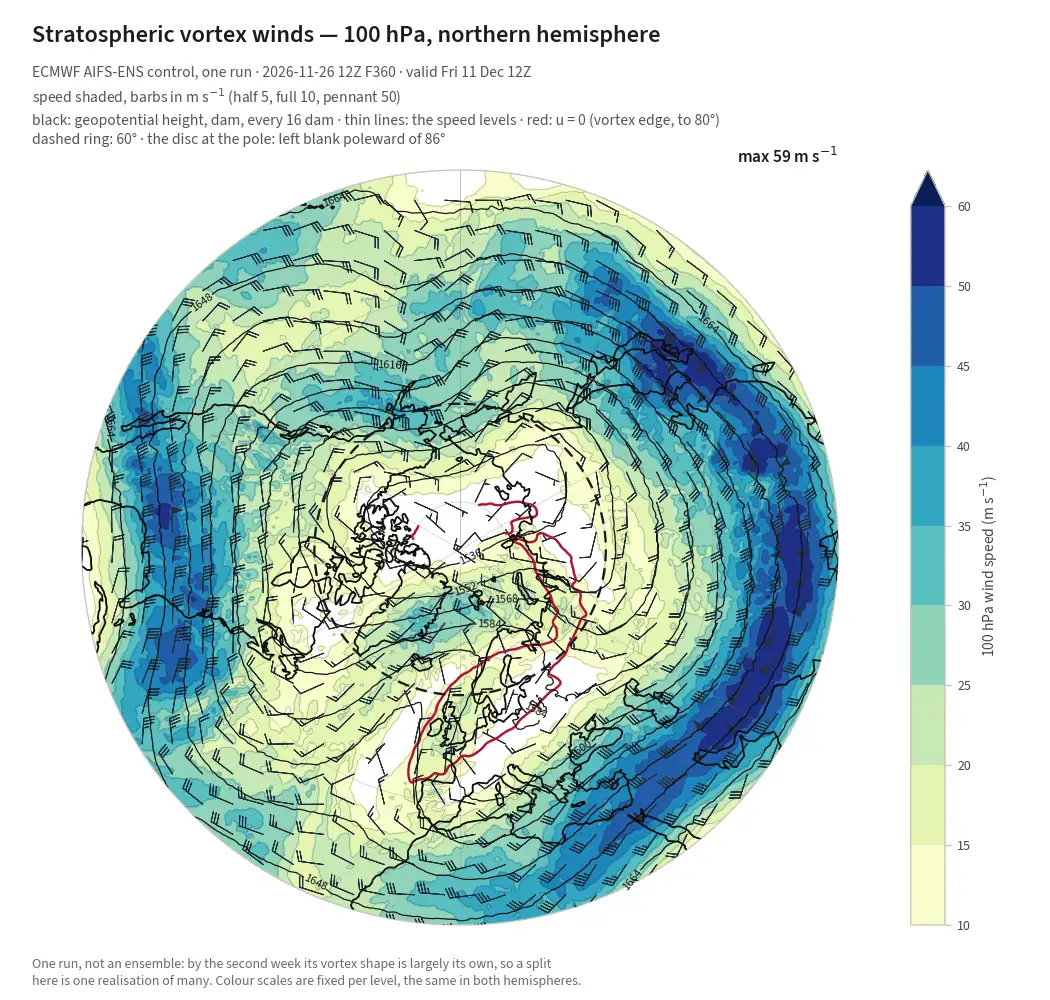 Stratospheric vortex winds — 100 hPa, northern hemisphere
ECMWF AIFS-ENS control, one run · 2026-11-26 12Z F360 · valid Fri 11 Dec 12Z
speed shaded, barbs in m s⁻¹ (half 5, full 10, pennant 50)
black: geopotential height, dam, every 16 dam · thin lines: the speed levels · red: u = 0 (vortex edge, to 80°)
dashed ring: 60° · the disc at the pole: left blank poleward of 86°
max 59 m s⁻¹
1664
60
50
1648
1664
45
1616
40
35
100 hPa wind speed (m s⁻¹)
1536
1552
1568
30
1584
25
1600
20
15
1648
1664
10
One run, not an ensemble: by the second week its vortex shape is largely its own, so a split
here is one realisation of many. Colour scales are fixed per level, the same in both hemispheres.